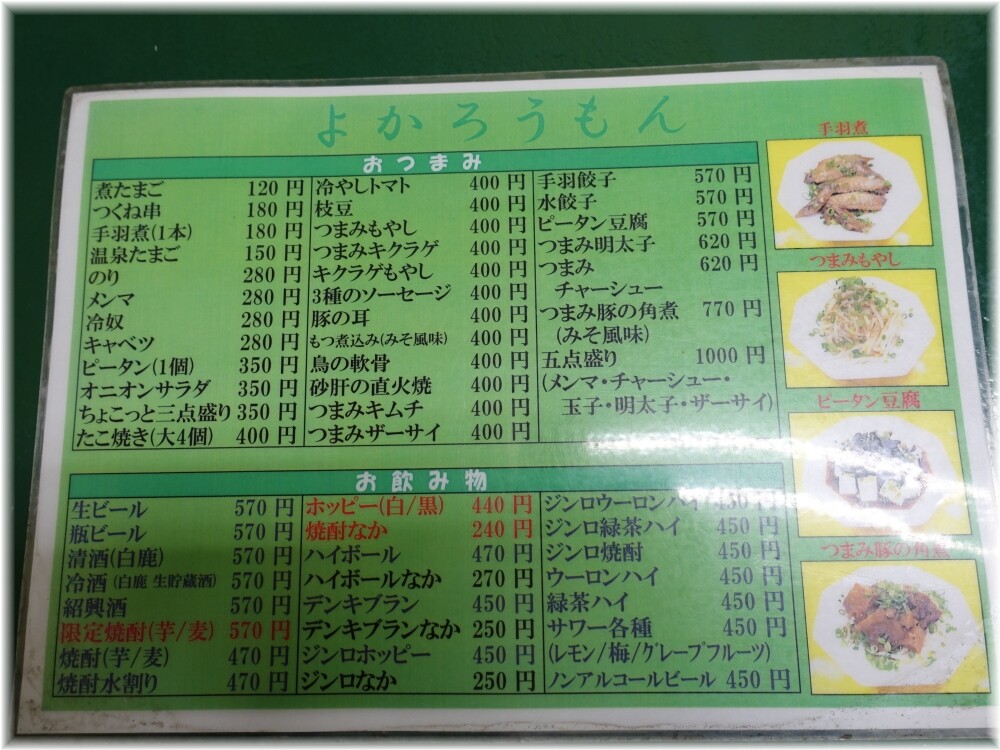 よかろうもん
おつまみ
煮たまご 120円
つくね串 180円
手羽煮(1本) 180円
温泉たまご 150円
のり 280円
メンマ 280円
冷奴 280円
キャベツ 280円
ピータン(1個) 350円
オニオンサラダ 350円
ちょこっと三点盛り 350円
たこ焼き(大4個) 400円
冷やしトマト 400円
枝豆 400円
つまみもやし 400円
つまみキクラゲ 400円
キクラゲもやし 400円
3種のソーセージ 400円
豚の耳 400円
もつ煮込み(みそ風味) 400円
鳥の軟骨 400円
砂肝の直火焼 400円
つまみキムチ 400円
つまみザーサイ 400円
手羽餃子 570円
水餃子 570円
ピータン豆腐 570円
つまみ明太子 620円
つまみ 620円
チャーシュー
つまみ豚の角煮 770円
(みそ風味)
五点盛り 1000円
(メンマ・チャーシュー・
玉子・明太子・ザーサイ)
お飲み物
生ビール 570円
瓶ビール 570円
清酒(白鹿) 570円
冷酒(白鹿 生貯蔵酒) 570円
紹興酒 570円
限定焼酎(芋/麦) 570円
焼酎(芋/麦) 470円
焼酎水割り 470円
ホッピー(白/黒) 440円
焼酎なか 240円
ハイボール 470円
ハイボールなか 270円
デンキブラン 450円
デンキブランなか 250円
ジンロホッピー 450円
ジンロなか 250円
ジンロウーロンハイ 450円
ジンロ緑茶ハイ 450円
ジンロ焼酎 450円
ウーロンハイ 450円
緑茶ハイ 450円
サワー各種 450円
(レモン/梅/グレープフルーツ)
ノンアルコールビール 450円
手羽煮
つまみもやし
ピータン豆腐
つまみ豚の角煮